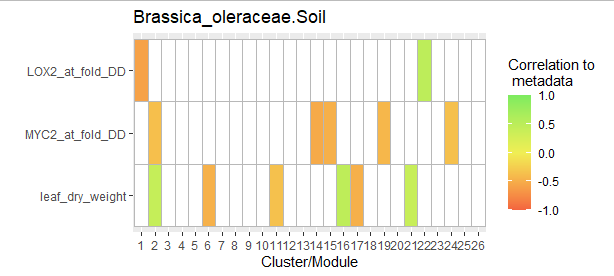 Brassica_oleraceae.Soil
LOX2_at_fold_DD
MYC2_at_fold_DD
leaf_dry_weight
1 2 3 4 5 6 7 8 9 10 11 12 13 14 15 16 17 18 19 20 21 22 23 24 25 26
Cluster/Module
Correlation to
metadata
1.0
0.5
0.0
-0.5
-1.0